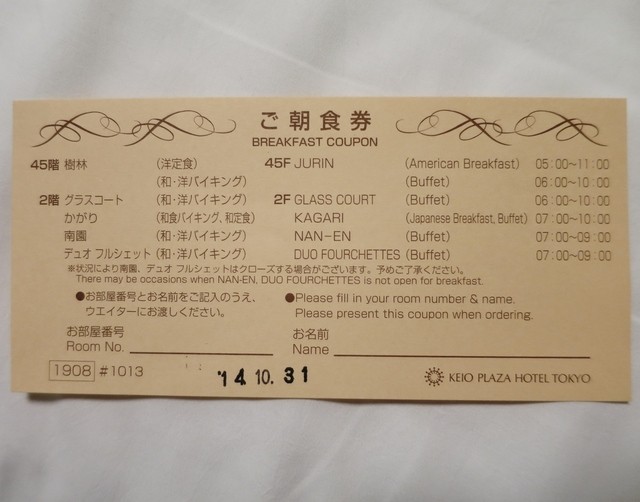 ご朝食券
BREAKFAST COUPON
45階 樹林 (洋定食) 45F JURIN (American Breakfast) 05:00~11:00
(和・洋バイキング) (Buffet) 06:00~10:00
2階 グラスコート (和・洋バイキング) 2F GLASS COURT (Buffet) 06:00~10:00
かがり (和食バイキング、和定食) KAGARI (Japanese Breakfast, Buffet) 07:00~10:00
南園 (和・洋バイキング) NAN-EN (Buffet) 07:00~09:00
デュオ フルシェット (和・洋バイキング) DUO FOURCHETTES (Buffet) 07:00~09:00
※状況により南園、デュオ フルシェットはクローズする場合がございます。予めご了承ください。
There may be occasions when NAN-EN, DUO FOURCHETTES is not open for breakfast.
●お部屋番号とお名前をご記入のうえ、 ●Please fill in your room number & name.
ウエイターにお渡しください。 Please present this coupon when ordering.
お部屋番号 お名前
Room No. Name
1908 #1013 '14.10.31 KEIO PLAZA HOTEL TOKYO